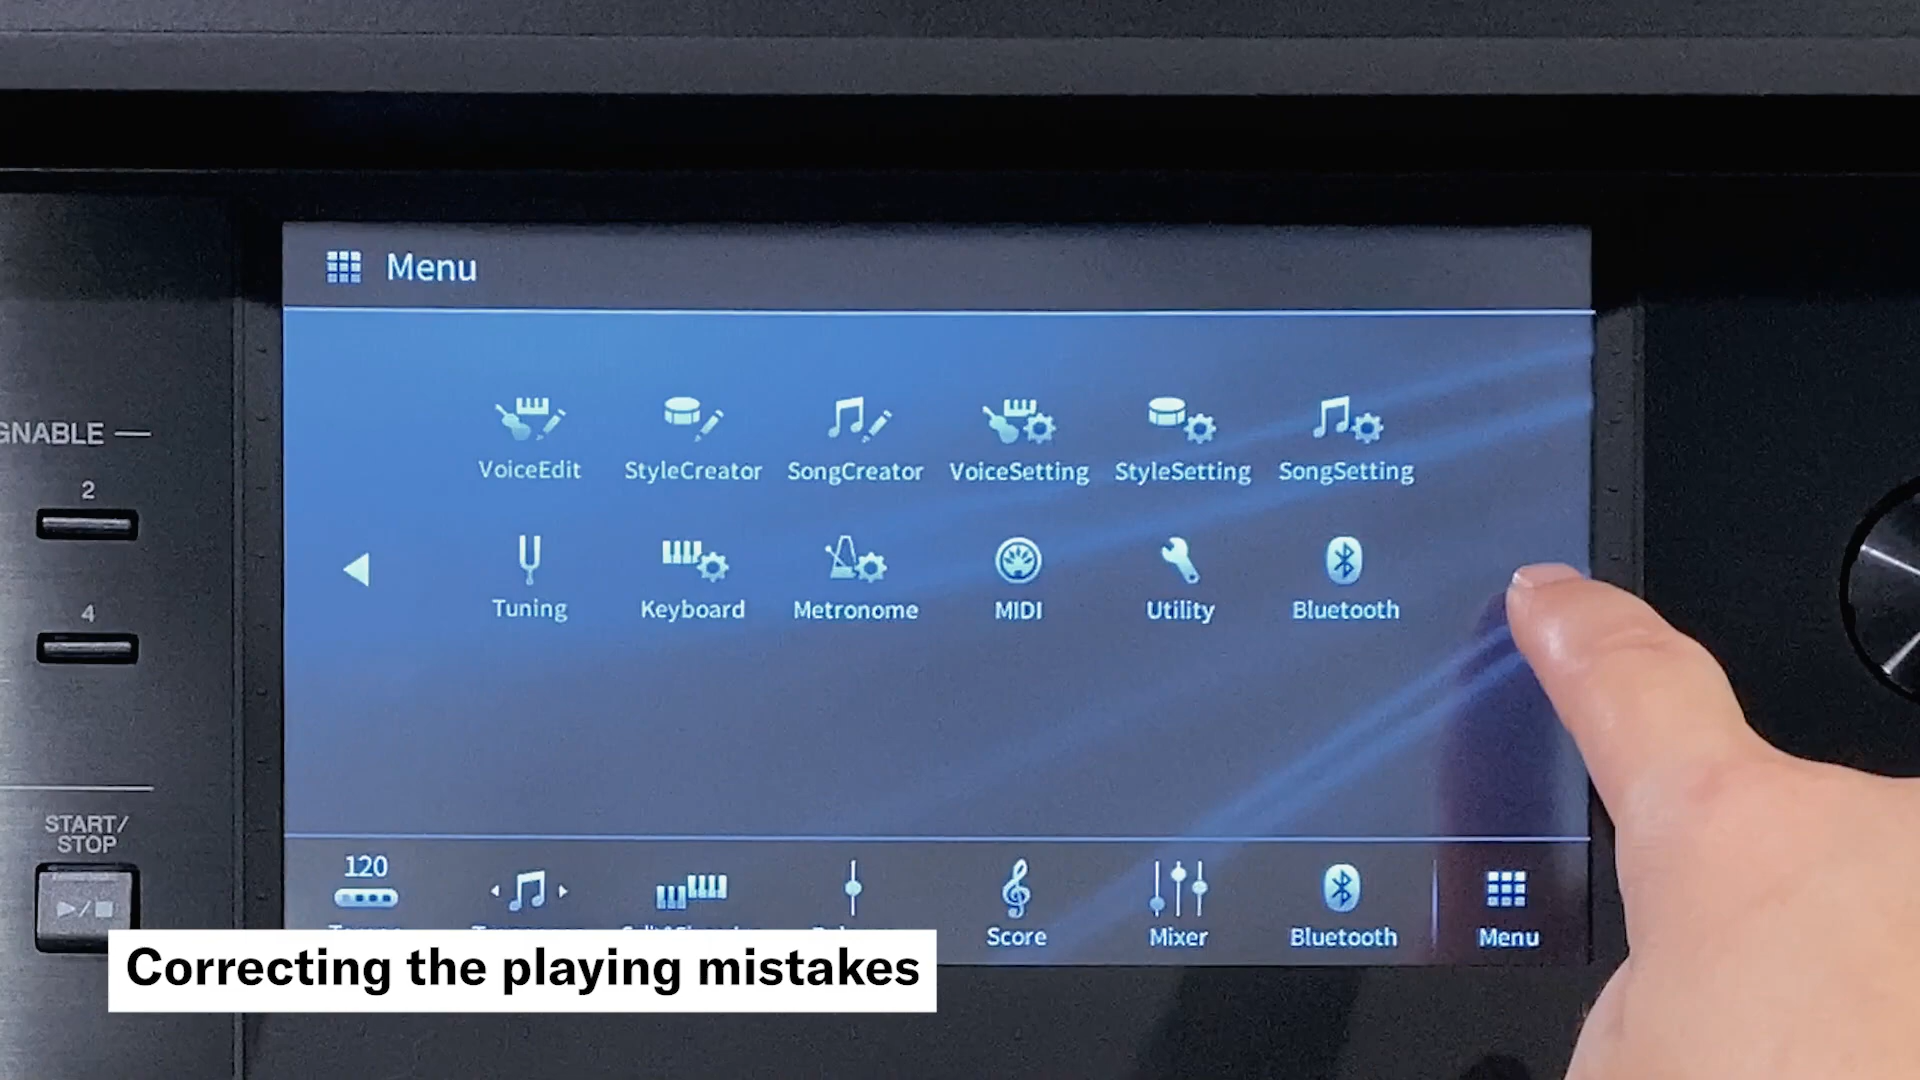 Menu
VoiceEdit StyleCreator SongCreator VoiceSetting StyleSetting SongSetting
GNABLE
2
Tuning Keyboard Metronome MIDI Utility Bluetooth
4
START/
STOP
120
Score Mixer Bluetooth Menu
Correcting the playing mistakes